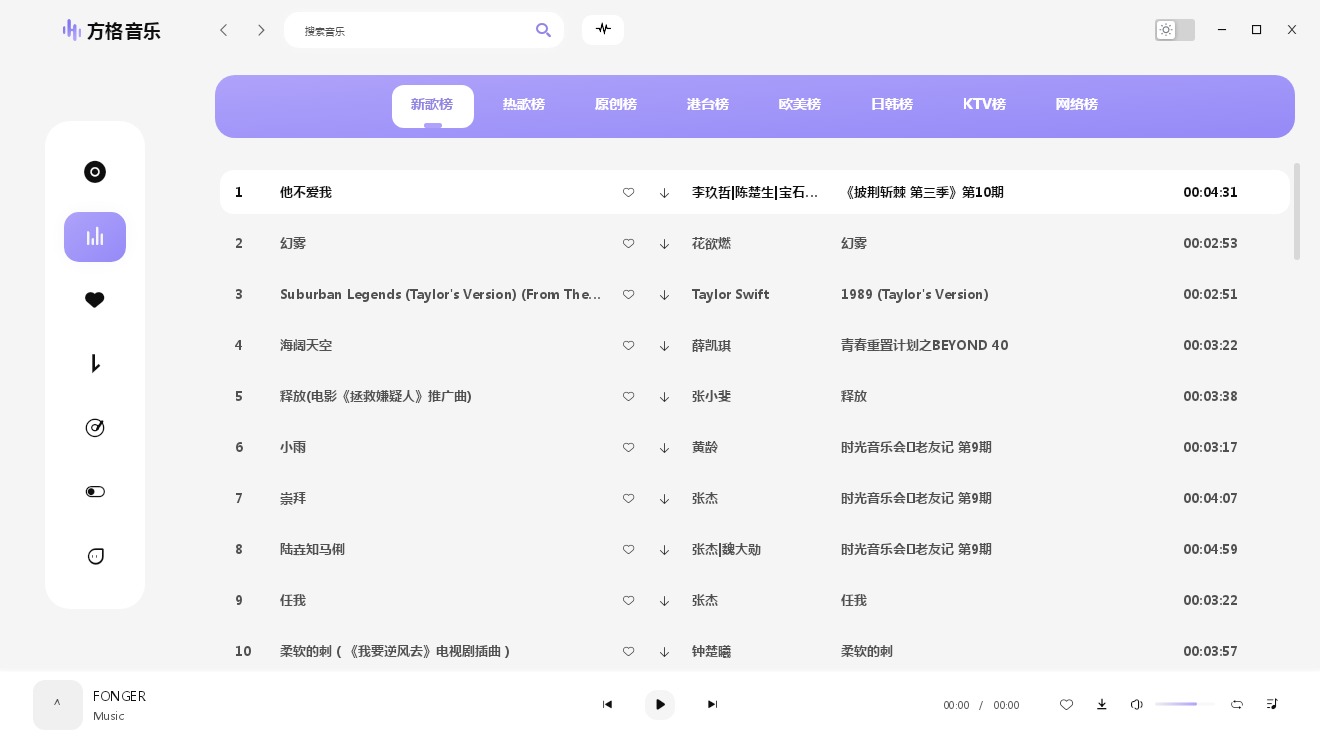 方格音乐
搜索音乐
新歌榜 热歌榜 原创榜 港台榜 欧美榜 日韩榜 KTV榜 网络榜
1 他不爱我 李玖哲|陈楚生|宝石... 《披荆斩棘 第三季》第10期 00:04:31
2 幻雾 花欲燃 幻雾 00:02:53
3 Suburban Legends (Taylor's Version) (From The... Taylor Swift 1989 (Taylor's Version) 00:02:51
4 海阔天空 薛凯琪 青春重置计划之BEYOND 40 00:03:22
5 释放(电影《拯救嫌疑人》推广曲) 张小斐 释放 00:03:38
6 小雨 黄龄 时光音乐会▯老友记 第9期 00:03:17
7 崇拜 张杰 时光音乐会▯老友记 第9期 00:04:07
8 陆垚知马俐 张杰|魏大勋 时光音乐会▯老友记 第9期 00:04:59
9 任我 张杰 任我 00:03:22
10 柔软的刺 ( 《我要逆风去》电视剧插曲 ) 钟楚曦 柔软的刺 00:03:57
FONGER
Music
00:00 / 00:00